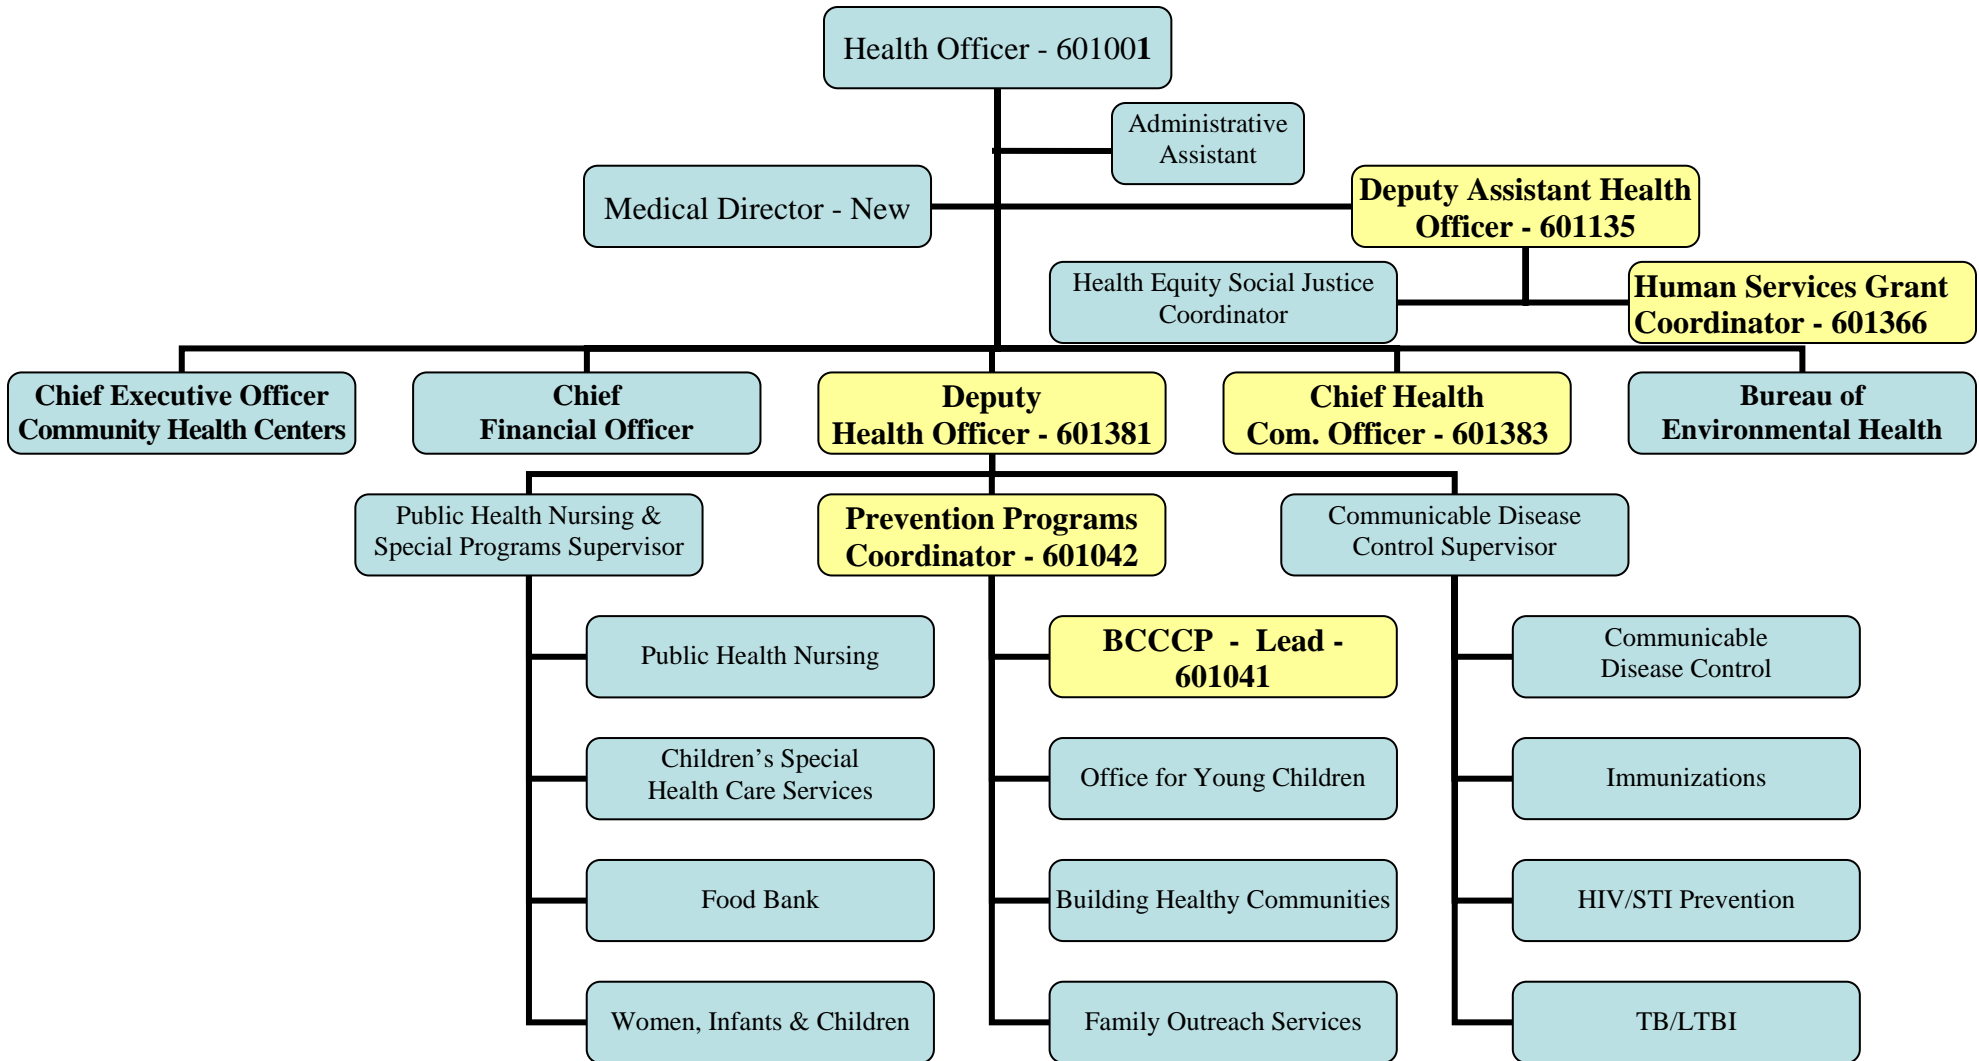 Health Officer - 601001
Administrative
Assistant
Medical Director - New
Deputy Assistant Health
Officer - 601135
Health Equity Social Justice
Coordinator
Human Services Grant
Coordinator - 601366
Chief Executive Officer
Community Health Centers
Chief
Financial Officer
Deputy
Health Officer - 601381
Chief Health
Com. Officer - 601383
Bureau of
Environmental Health
Public Health Nursing &
Special Programs Supervisor
Prevention Programs
Coordinator - 601042
Communicable Disease
Control Supervisor
Public Health Nursing
BCCCP - Lead -
601041
Communicable
Disease Control
Children’s Special
Health Care Services
Office for Young Children
Immunizations
Food Bank
Building Healthy Communities
HIV/STI Prevention
Women, Infants & Children
Family Outreach Services
TB/LTBI